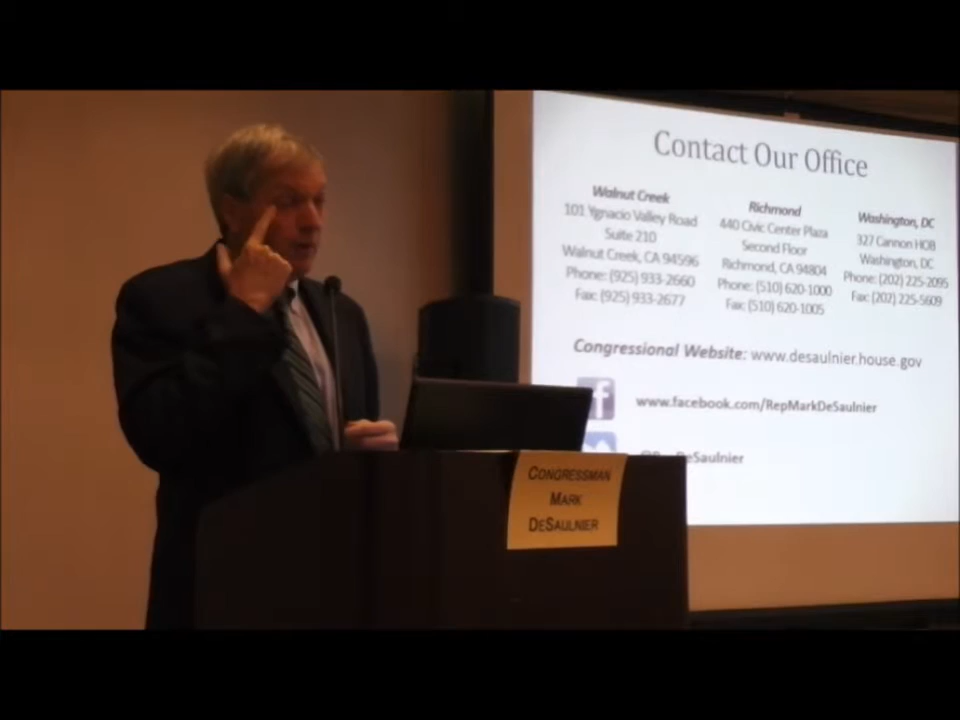 Contact Our Office
Walnut Creek
101 Ygnacio Valley Road
Suite 210
Walnut Creek, CA 94596
Phone: (925) 933-2660
Fax: (925) 933-2677
Richmond
440 Civic Center Plaza
Second Floor
Richmond, CA 94804
Phone: (510) 620-1000
Fax: (510) 620-1005
Washington, DC
327 Cannon HOB
Washington, DC
Phone: (202) 225-2095
Fax: (202) 225-5609
Congressional Website: www.desaulnier.house.gov
f
www.facebook.com/RepMarkDeSaulnier
DeSaulnier
CONGRESSMAN
MARK
DESAULNIER